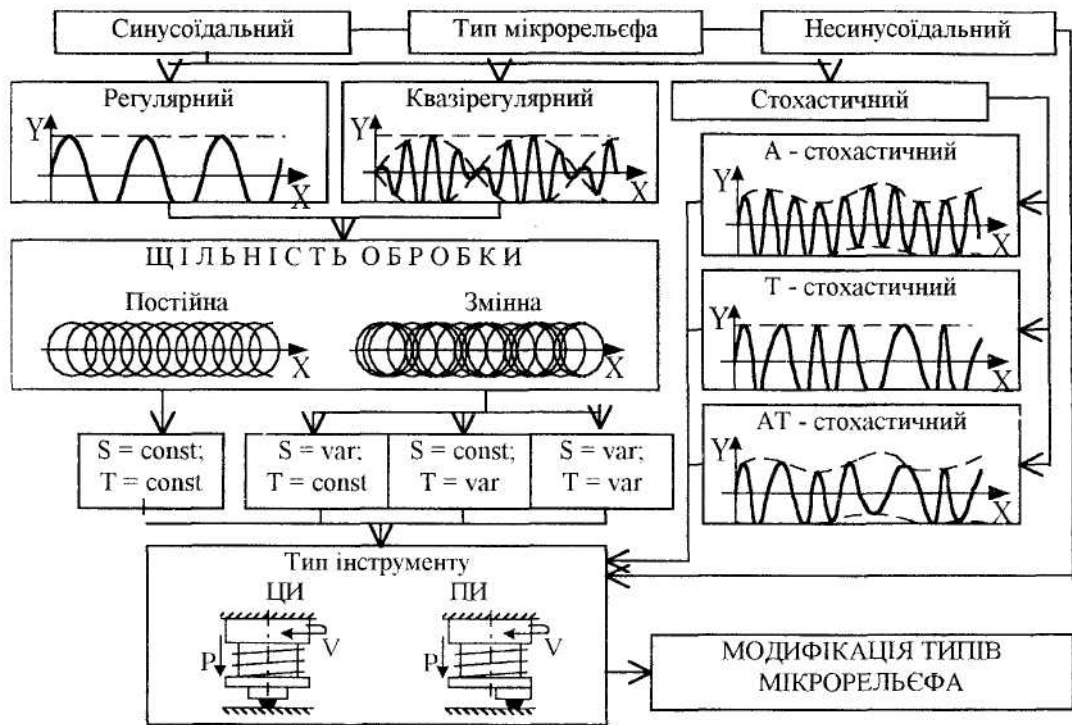 Синусоїдальний
Тип мікрорельєфа
Несинусоїдальний
Регулярний
Y
X
Квазірегулярний
Y
X
Стохастичний
А - стохастичний
Y
X
Т - стохастичний
Y
X
АТ - стохастичний
Y
X
ЩІЛЬНІСТЬ ОБРОБКИ
Постійна
X
Змінна
X
S = const;
T = const
S = var;
T = const
S = const;
T = var
S = var;
T = var
Тип інструменту
ЦИ
P
V
ПИ
P
V
МОДИФІКАЦІЯ ТИПІВ
МІКРОРЕЛЬЄФА